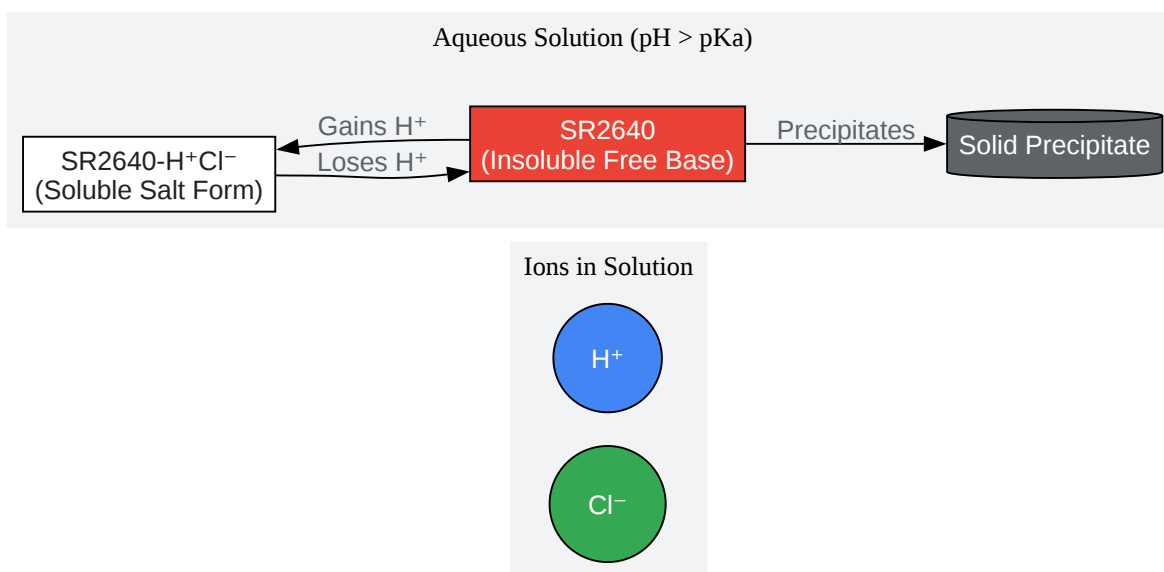 Aqueous Solution (pH > pKa)
Gains H⁺
Loses H⁺
SR2640-H⁺Cl⁻
(Soluble Salt Form)
SR2640
(Insoluble Free Base)
Precipitates
Solid Precipitate
Ions in Solution
H⁺
Cl⁻